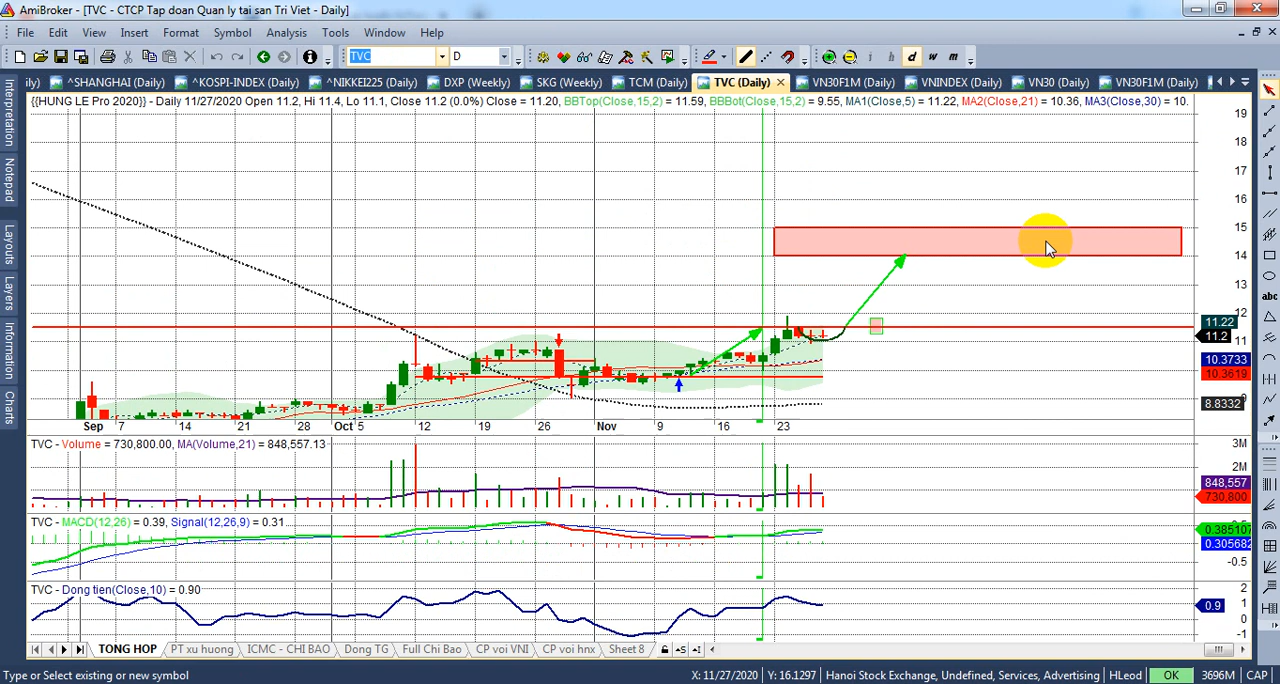 AmiBroker - [TVC - CTCP Tap doan Quan ly tai san Tri Viet - Daily]
File Edit View Insert Format Symbol Analysis Tools Window Help
TVC D i h d w m
ily) ^SHANGHAI (Daily) ^KOSPI-INDEX (Daily) ^NIKKEI225 (Daily) DXP (Weekly) SKG (Weekly) TCM (Daily) TVC (Daily) VN30F1M (Daily) VNINDEX (Daily) VN30 (Daily) VN30F1M (Daily)
{{HUNG LE Pro 2020}} - Daily 11/27/2020 Open 11.2, Hi 11.4, Lo 11.1, Close 11.2 (0.0%) Close = 11.20, BBTop(Close,15,2) = 11.59, BBBot(Close,15,2) = 9.55, MA1(Close,5) = 11.22, MA2(Close,21) = 10.36, MA3(Close,30) = 10.
Interpretation
Notepad
Layouts
Layers
Information
Charts
19
18
17
16
15
14
13
12
11.22
11.2
11
10.3733
10.3619
8.8332
abc
Sep 7 14 21 28 Oct 5 12 19 26 Nov 9 16 23
TVC - Volume = 730,800.00, MA(Volume,21) = 848,557.13
3M
2M
848,557
730,800
TVC - MACD(12,26) = 0.39, Signal(12,26,9) = 0.31
0.385107
0.305682
-0.5
TVC - Dong tien(Close,10) = 0.90
2
1
0.9
0
-1
TONG HOP PT xu huong ICMC - CHI BAO Dong TG Full Chi Bao CP voi VNI CP voi hnx Sheet 8
Type or Select existing or new symbol X: 11/27/2020 Y: 16.1297 Hanoi Stock Exchange, Undefined, Services, Advertising HLeod OK 3696M CAP